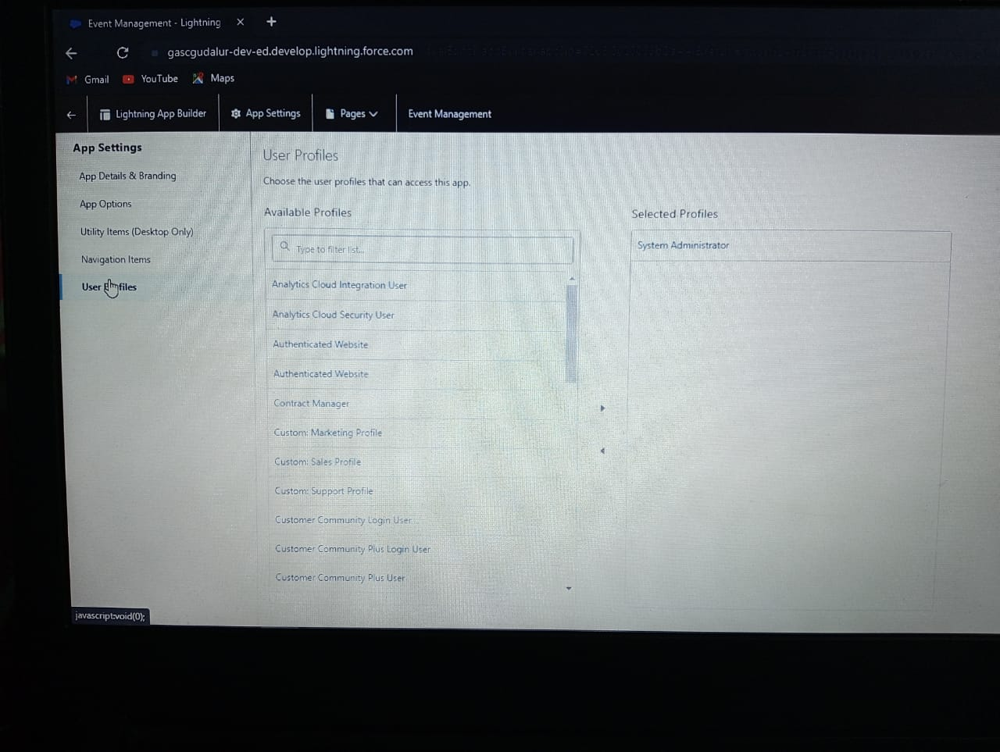 Event Management - Lightning
gascgudalur-dev-ed.develop.lightning.force.com
Gmail YouTube Maps
Lightning App Builder App Settings Pages Event Management
App Settings
App Details & Branding
App Options
Utility Items (Desktop Only)
Navigation Items
User Profiles
User Profiles
Choose the user profiles that can access this app.
Available Profiles
Type to filter list...
Analytics Cloud Integration User
Analytics Cloud Security User
Authenticated Website
Authenticated Website
Contract Manager
Custom: Marketing Profile
Custom: Sales Profile
Custom: Support Profile
Customer Community Login User
Customer Community Plus Login User
Customer Community Plus User
Selected Profiles
System Administrator
javascript:void(0);